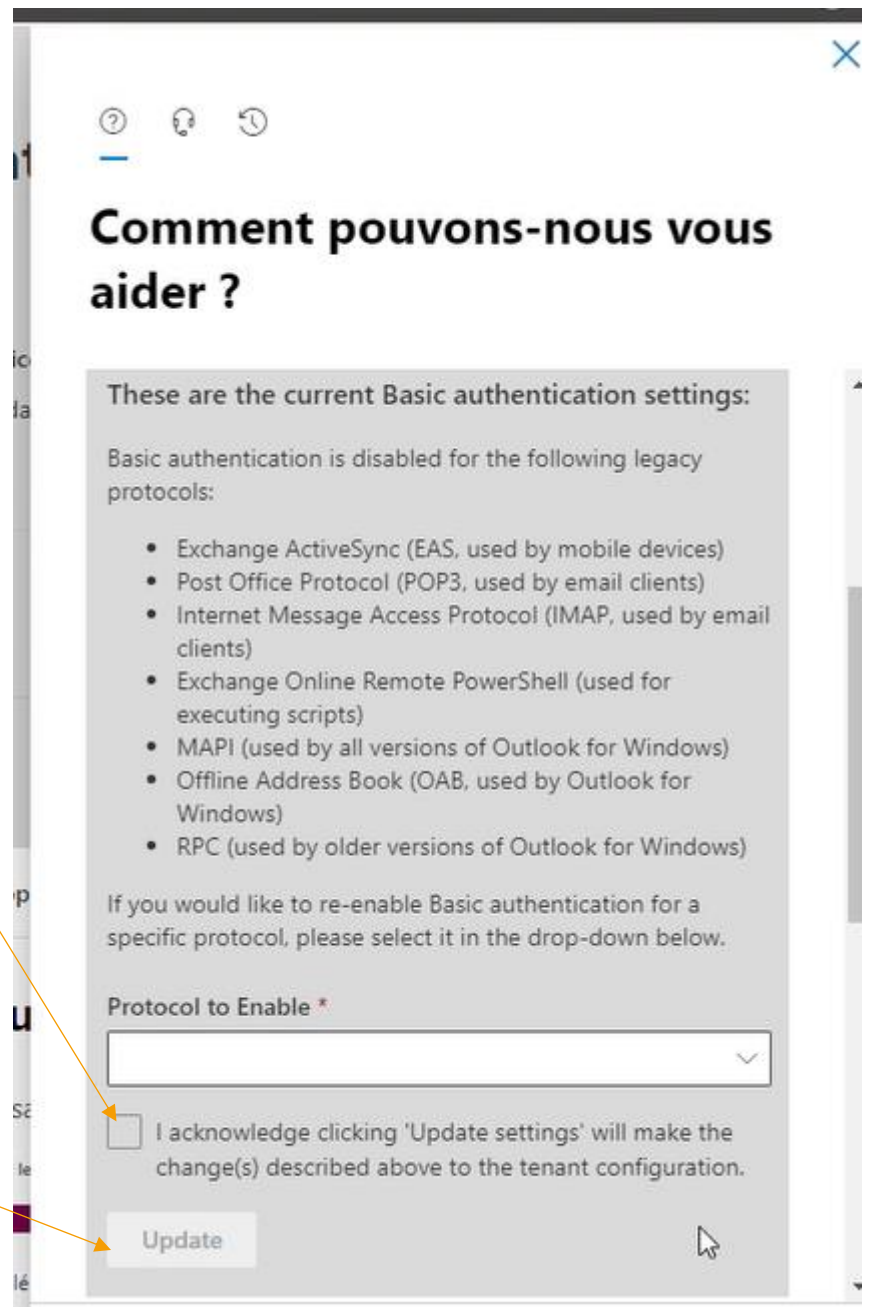 Comment pouvons-nous vous
aider ?
These are the current Basic authentication settings:
Basic authentication is disabled for the following legacy
protocols:
• Exchange ActiveSync (EAS, used by mobile devices)
• Post Office Protocol (POP3, used by email clients)
• Internet Message Access Protocol (IMAP, used by email
clients)
• Exchange Online Remote PowerShell (used for
executing scripts)
• MAPI (used by all versions of Outlook for Windows)
• Offline Address Book (OAB, used by Outlook for
Windows)
• RPC (used by older versions of Outlook for Windows)
If you would like to re-enable Basic authentication for a
specific protocol, please select it in the drop-down below.
Protocol to Enable *
I acknowledge clicking 'Update settings' will make the
change(s) described above to the tenant configuration.
Update